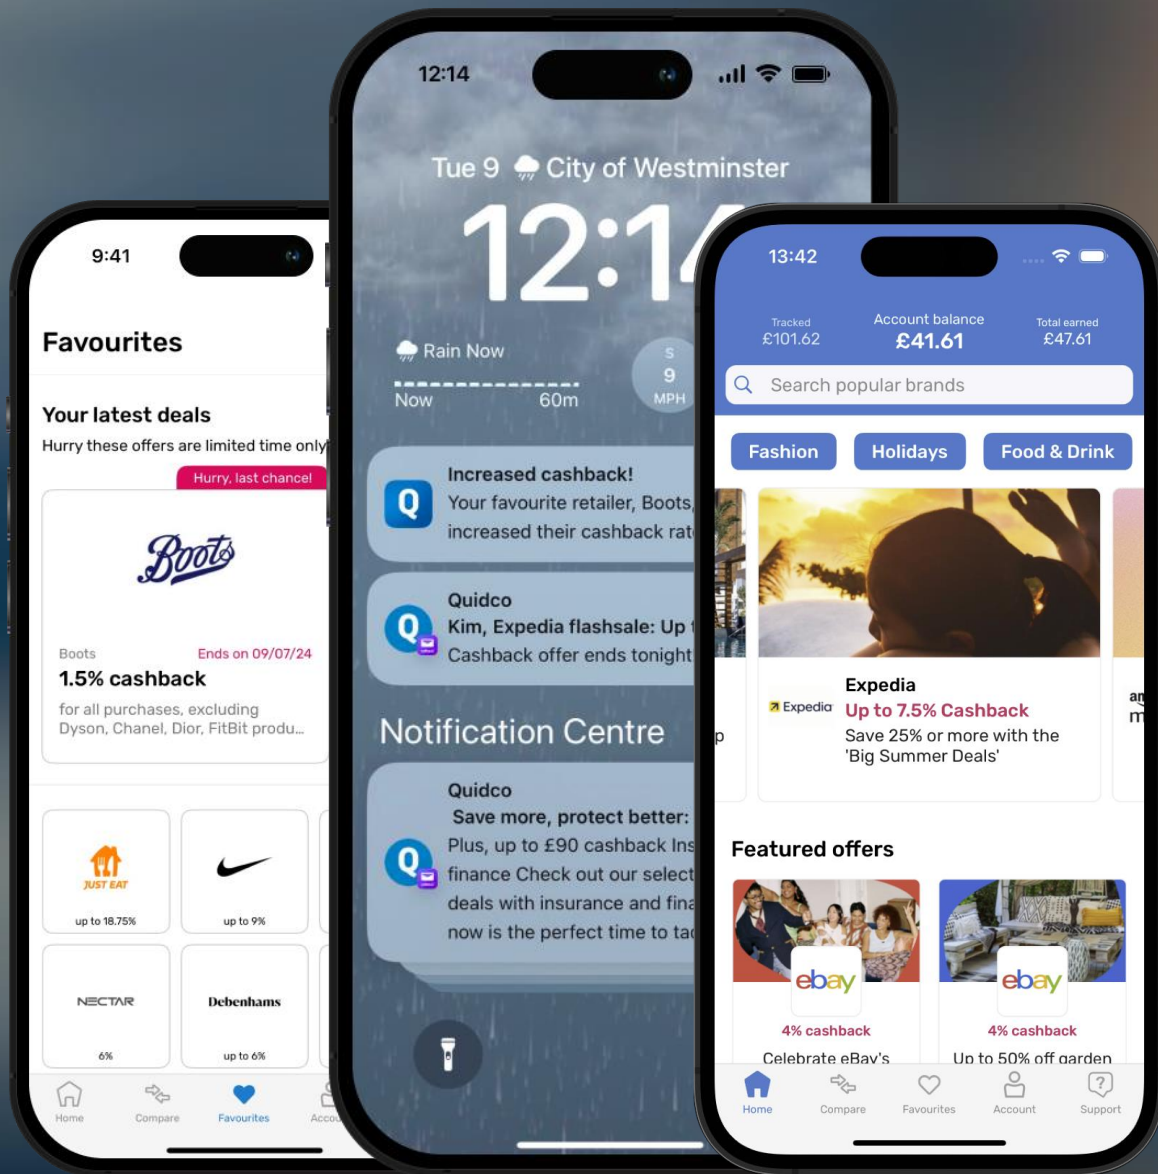 9:41
Favourites
Your latest deals
Hurry these offers are limited time only
Hurry, last chance!
Boots
Boots
Ends on 09/07/24
1.5% cashback
for all purchases, excluding
Dyson, Chanel, Dior, FitBit produ...
JUST EAT
up to 18.75%
up to 9%
NECTAR
6%
Debenhams
up to 6%
Home
Compare
Favourites
Accou
12:14
Tue 9 City of Westminster
12:14
Rain Now
Now
60m
S
9
MPH
Q
Increased cashback!
Your favourite retailer, Boots,
increased their cashback rat
Q
Quidco
Kim, Expedia flashsale: Up t
Cashback offer ends tonight
Notification Centre
Q
Quidco
Save more, protect better:
Plus, up to £90 cashback Ins
finance Check out our select
deals with insurance and fina
now is the perfect time to tac
13:42
Tracked
£101.62
Account balance
£41.61
Total earned
£47.61
Search popular brands
Fashion
Holidays
Food & Drink
p
Expedia
Expedia
Up to 7.5% Cashback
Save 25% or more with the
'Big Summer Deals'
am
m
Featured offers
ebay
4% cashback
Celebrate eBay's
ebay
4% cashback
Up to 50% off garden
Home
Compare
Favourites
Account
Support